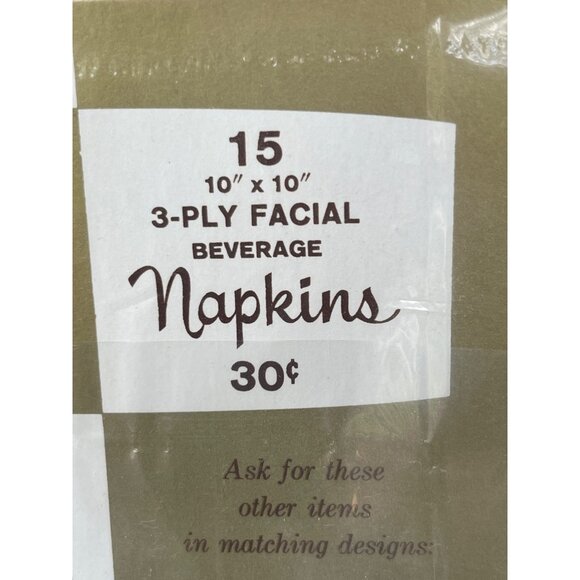 15
10" x 10"
3-PLY FACIAL
BEVERAGE
Napkins
30¢
Ask for these
other items
in matching designs: